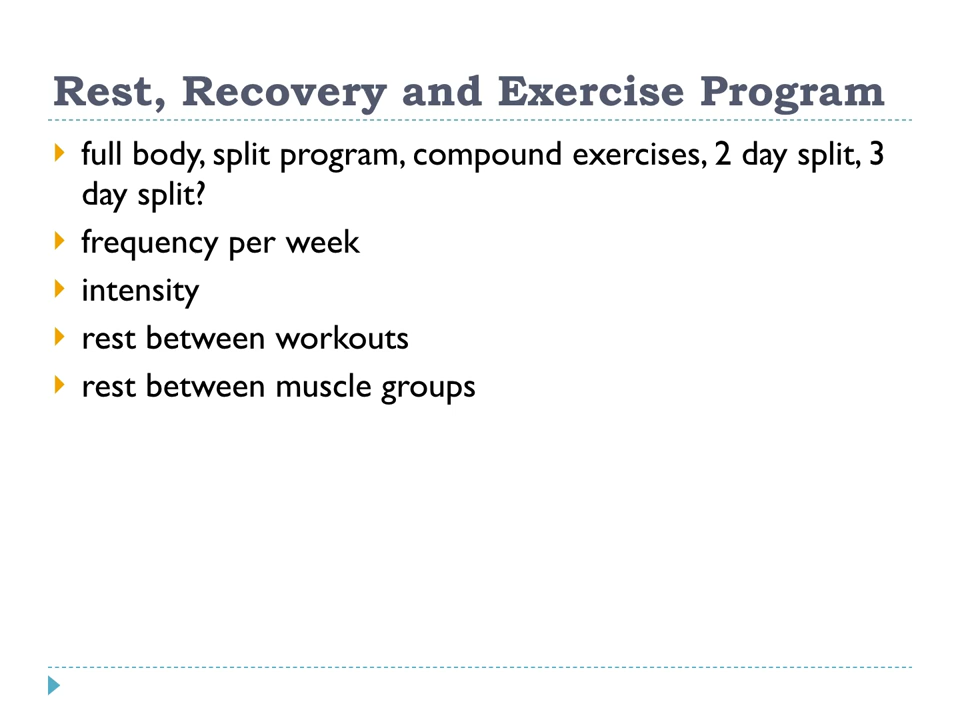 Rest, Recovery and Exercise Program
full body, split program, compound exercises, 2 day split, 3
day split?
frequency per week
intensity
rest between workouts
rest between muscle groups